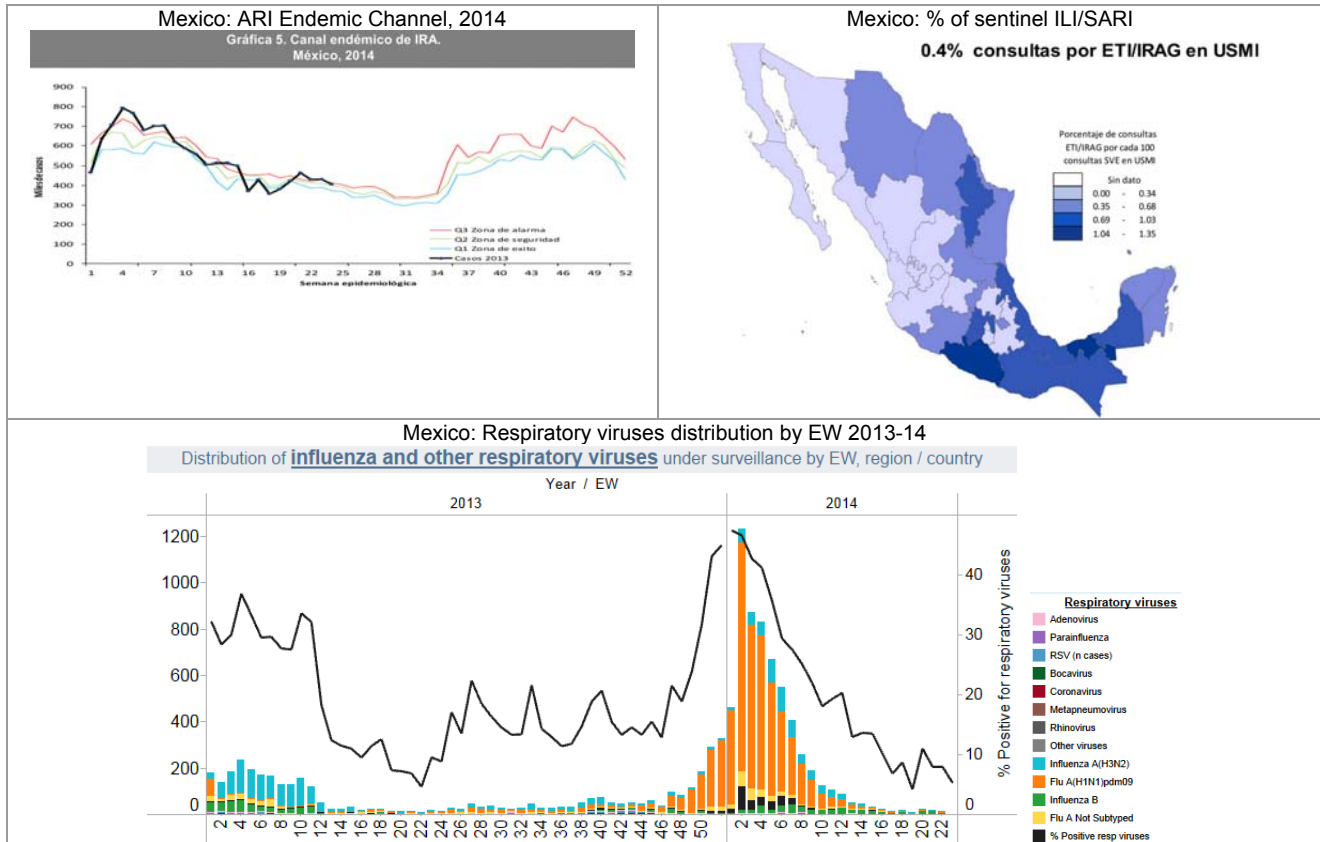 Mexico: ARI Endemic Channel, 2014
Gráfica 5. Canal endémico de IRA.
México, 2014
900
800
700
600
500
400
300
200
100
0
Miles de casos
1 4 7 10 13 16 19 22 25 28 31 34 37 40 43 46 49 52
Semana epidemiológica
Q3 Zona de alarma
Q2 Zona de seguridad
Q1 Zona de exito
Casos 2013
Mexico: % of sentinel ILI/SARI
0.4% consultas por ETI/IRAG en USMI
Porcentaje de consultas
ETI/IRAG por cada 100
consultas SVE en USMI
Sin dato
0.00 - 0.34
0.35 - 0.68
0.69 - 1.03
1.04 - 1.35
Mexico: Respiratory viruses distribution by EW 2013-14
Distribution of influenza and other respiratory viruses under surveillance by EW, region / country
Year / EW
2013 2014
1200
1000
800
600
400
200
0
40
30
20
10
0
% Positive for respiratory viruses
2 4 6 8 10 12 14 16 18 20 22 24 26 28 30 32 34 36 38 40 42 44 46 48 50 2 4 6 8 10 12 14 16 18 20 22
Respiratory viruses
Adenovirus
Parainfluenza
RSV (n cases)
Bocavirus
Coronavirus
Metapneumovirus
Rhinovirus
Other viruses
Influenza A(H3N2)
Flu A(H1N1)pdm09
Influenza B
Flu A Not Subtyped
% Positive resp viruses